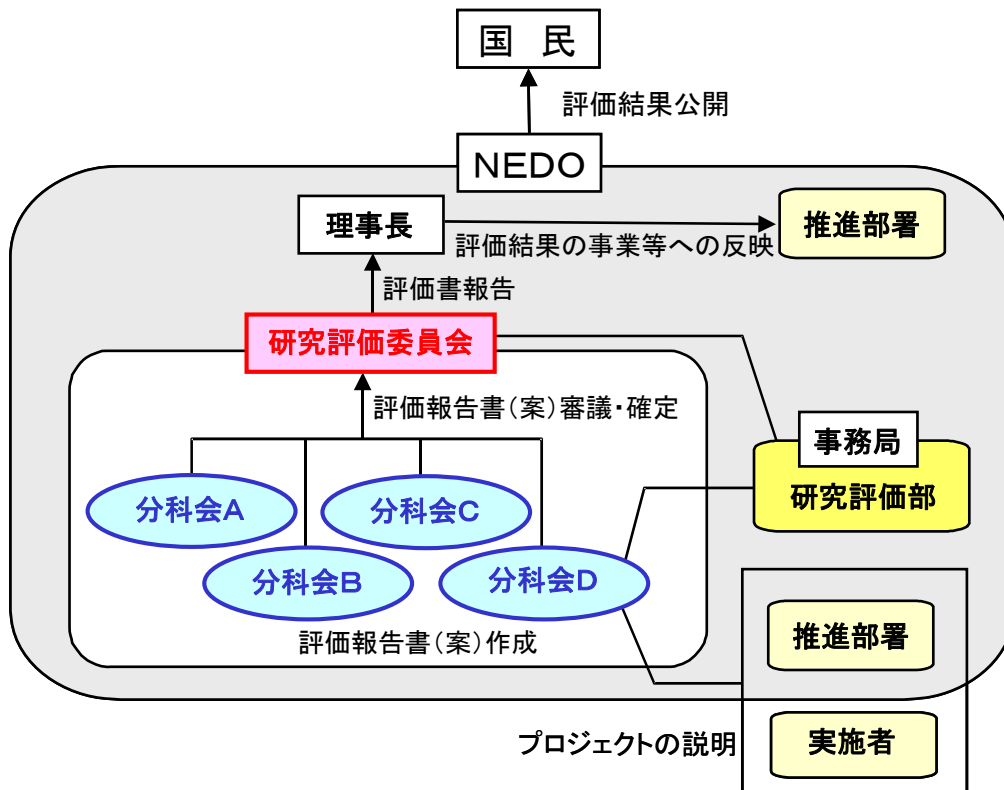 国　民
評価結果公開
NEDO
理事長
推進部署
評価結果の事業等への反映
評価書報告
研究評価委員会
評価報告書（案）審議・確定
事務局
研究評価部
分科会A
分科会C
分科会B
分科会D
評価報告書（案）作成
推進部署
プロジェクトの説明
実施者